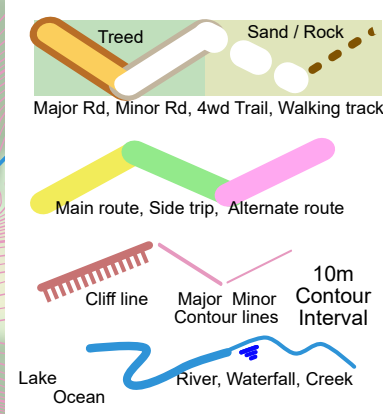 Treed
Sand / Rock
Major Rd, Minor Rd, 4wd Trail, Walking track
Main route, Side trip, Alternate route
Cliff line
Major Minor
Contour lines
10m
Contour
Interval
Lake
Ocean
River, Waterfall, Creek